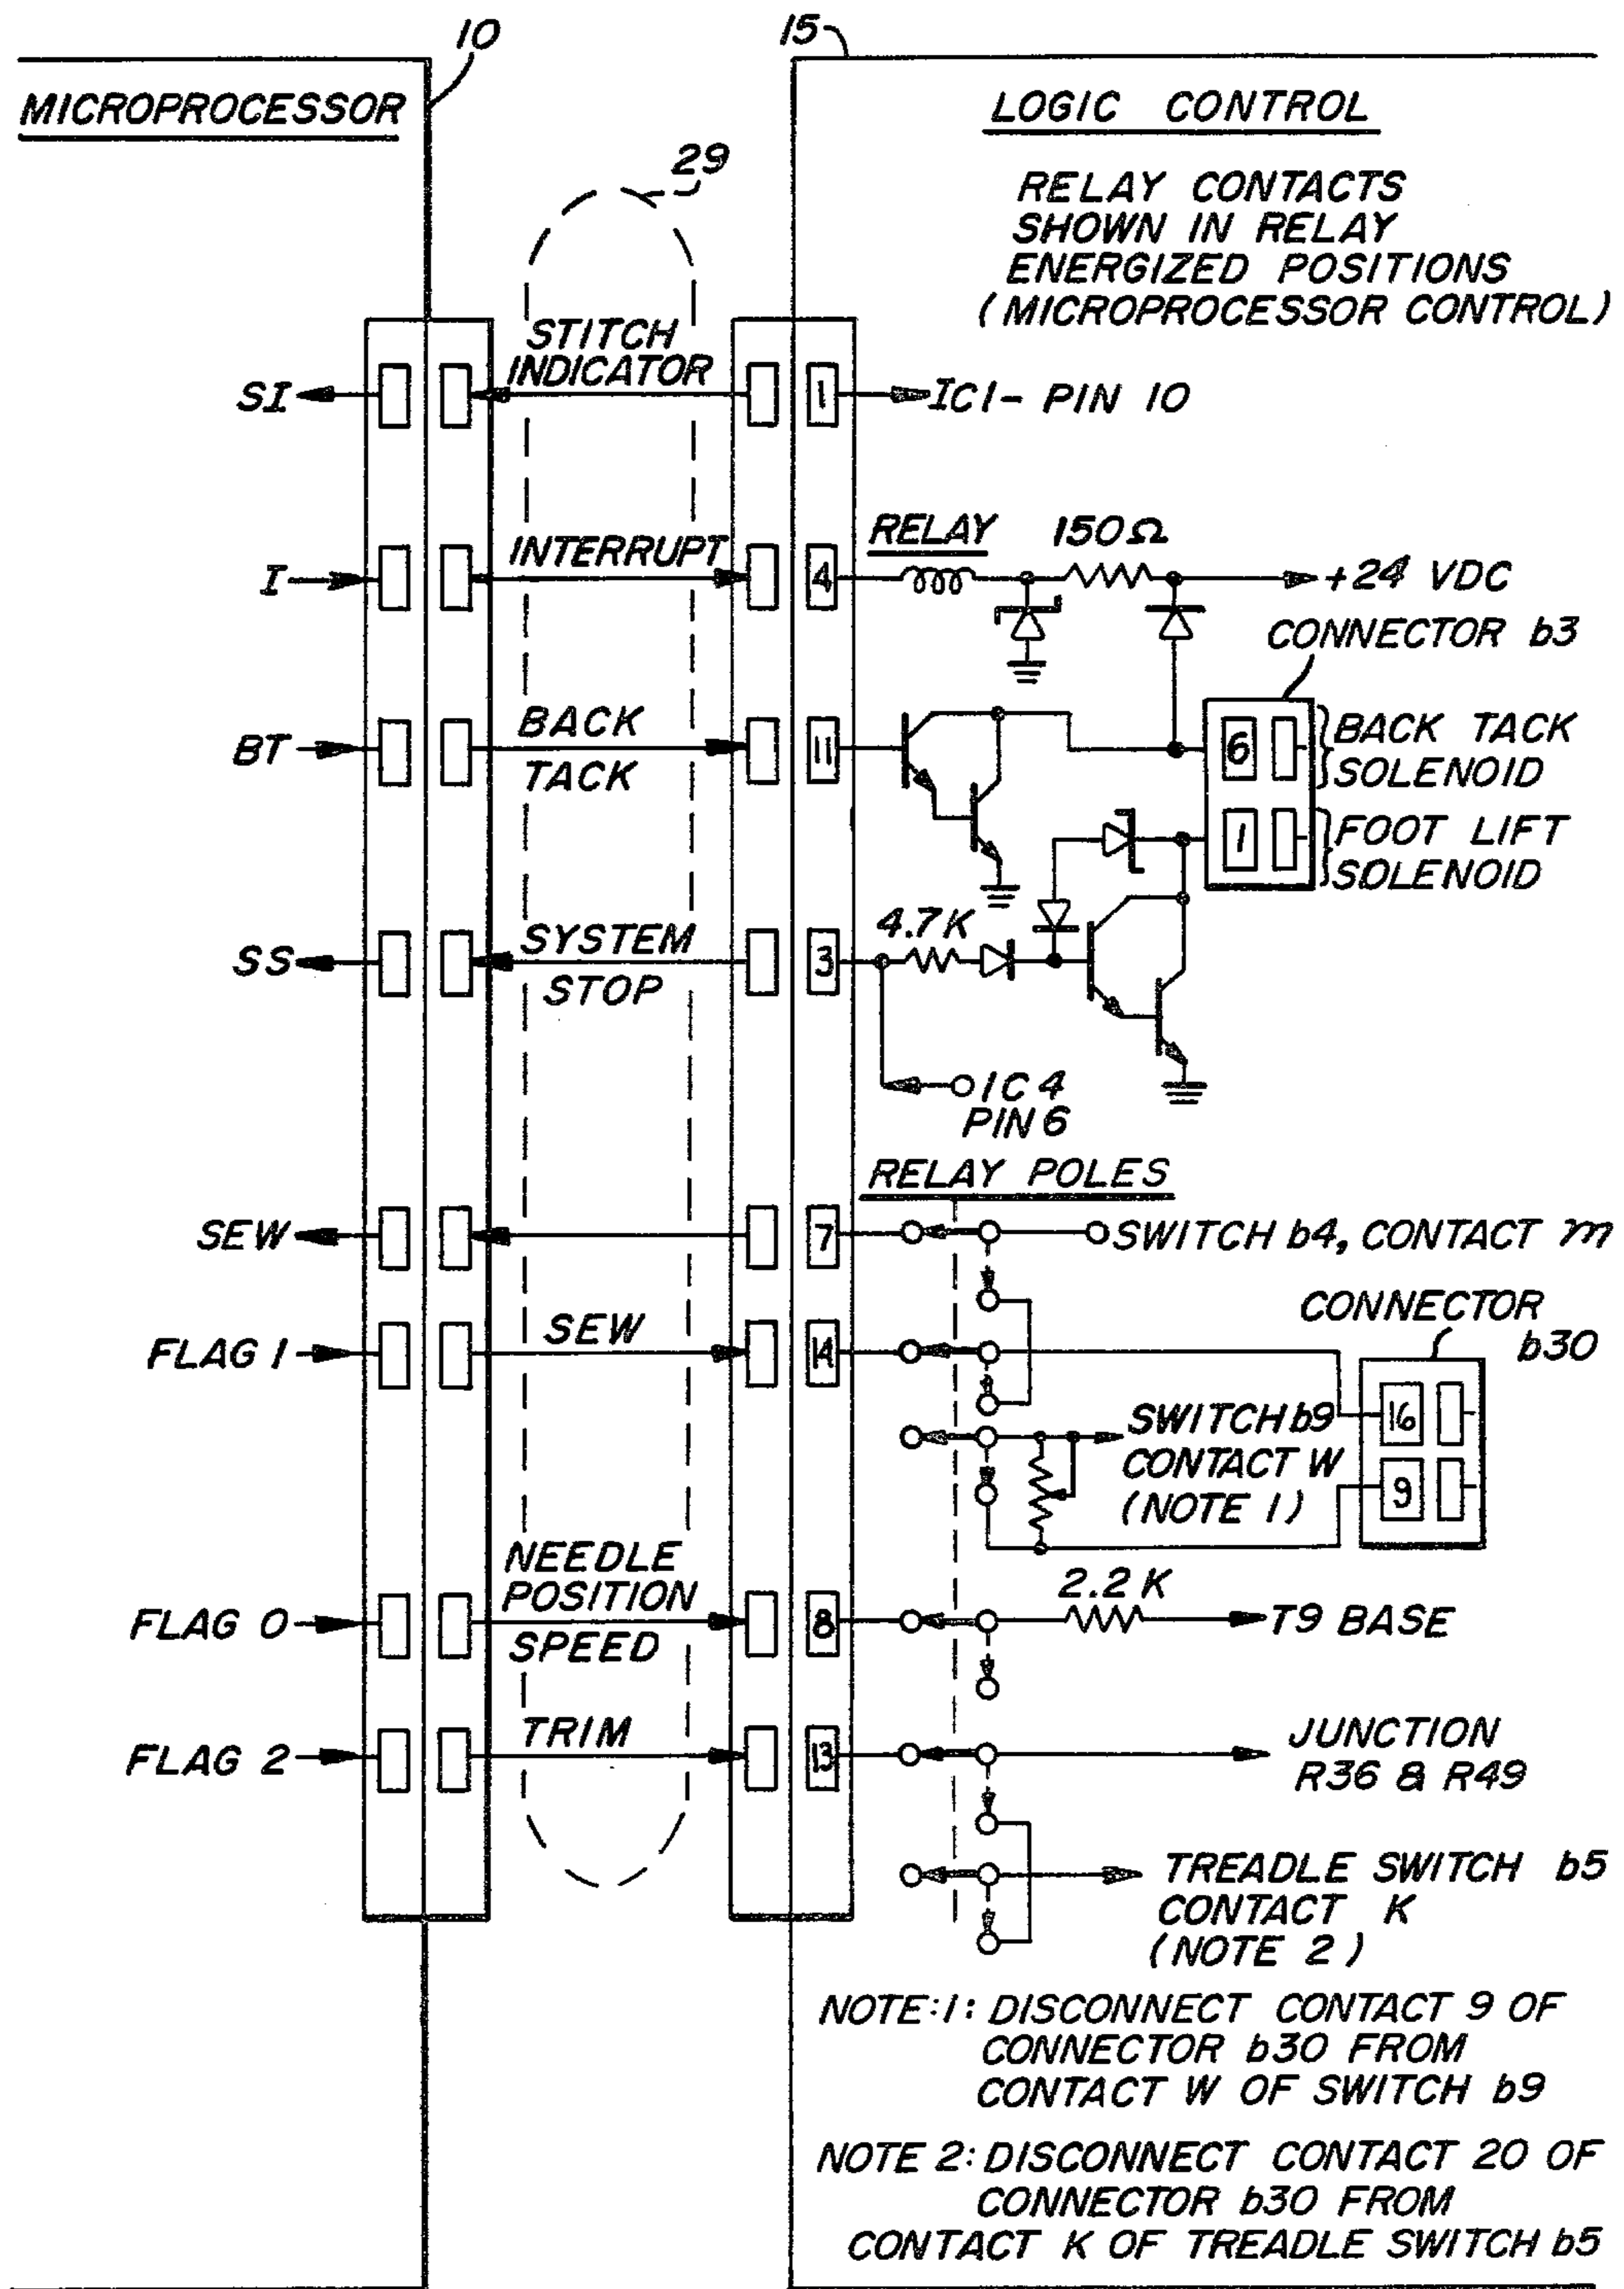 10
15
MICROPROCESSOR
LOGIC CONTROL
29
RELAY CONTACTS
SHOWN IN RELAY
ENERGIZED POSITIONS
(MICROPROCESSOR CONTROL)
STITCH
INDICATOR
SI
1
IC1- PIN 10
INTERRUPT
I
4
RELAY
150Ω
+24 VDC
CONNECTOR b3
BACK
TACK
BT
11
6
BACK TACK
SOLENOID
1
FOOT LIFT
SOLENOID
SYSTEM
STOP
SS
3
4.7K
IC4
PIN 6
RELAY POLES
SEW
7
SWITCH b4, CONTACT m
CONNECTOR
b30
FLAG 1
SEW
14
16
9
SWITCH b9
CONTACT W
(NOTE 1)
NEEDLE
POSITION
SPEED
FLAG 0
8
2.2K
T9 BASE
FLAG 2
TRIM
13
JUNCTION
R36 & R49
TREADLE SWITCH b5
CONTACT K
(NOTE 2)
NOTE:1: DISCONNECT CONTACT 9 OF
CONNECTOR b30 FROM
CONTACT W OF SWITCH b9
NOTE 2: DISCONNECT CONTACT 20 OF
CONNECTOR b30 FROM
CONTACT K OF TREADLE SWITCH b5